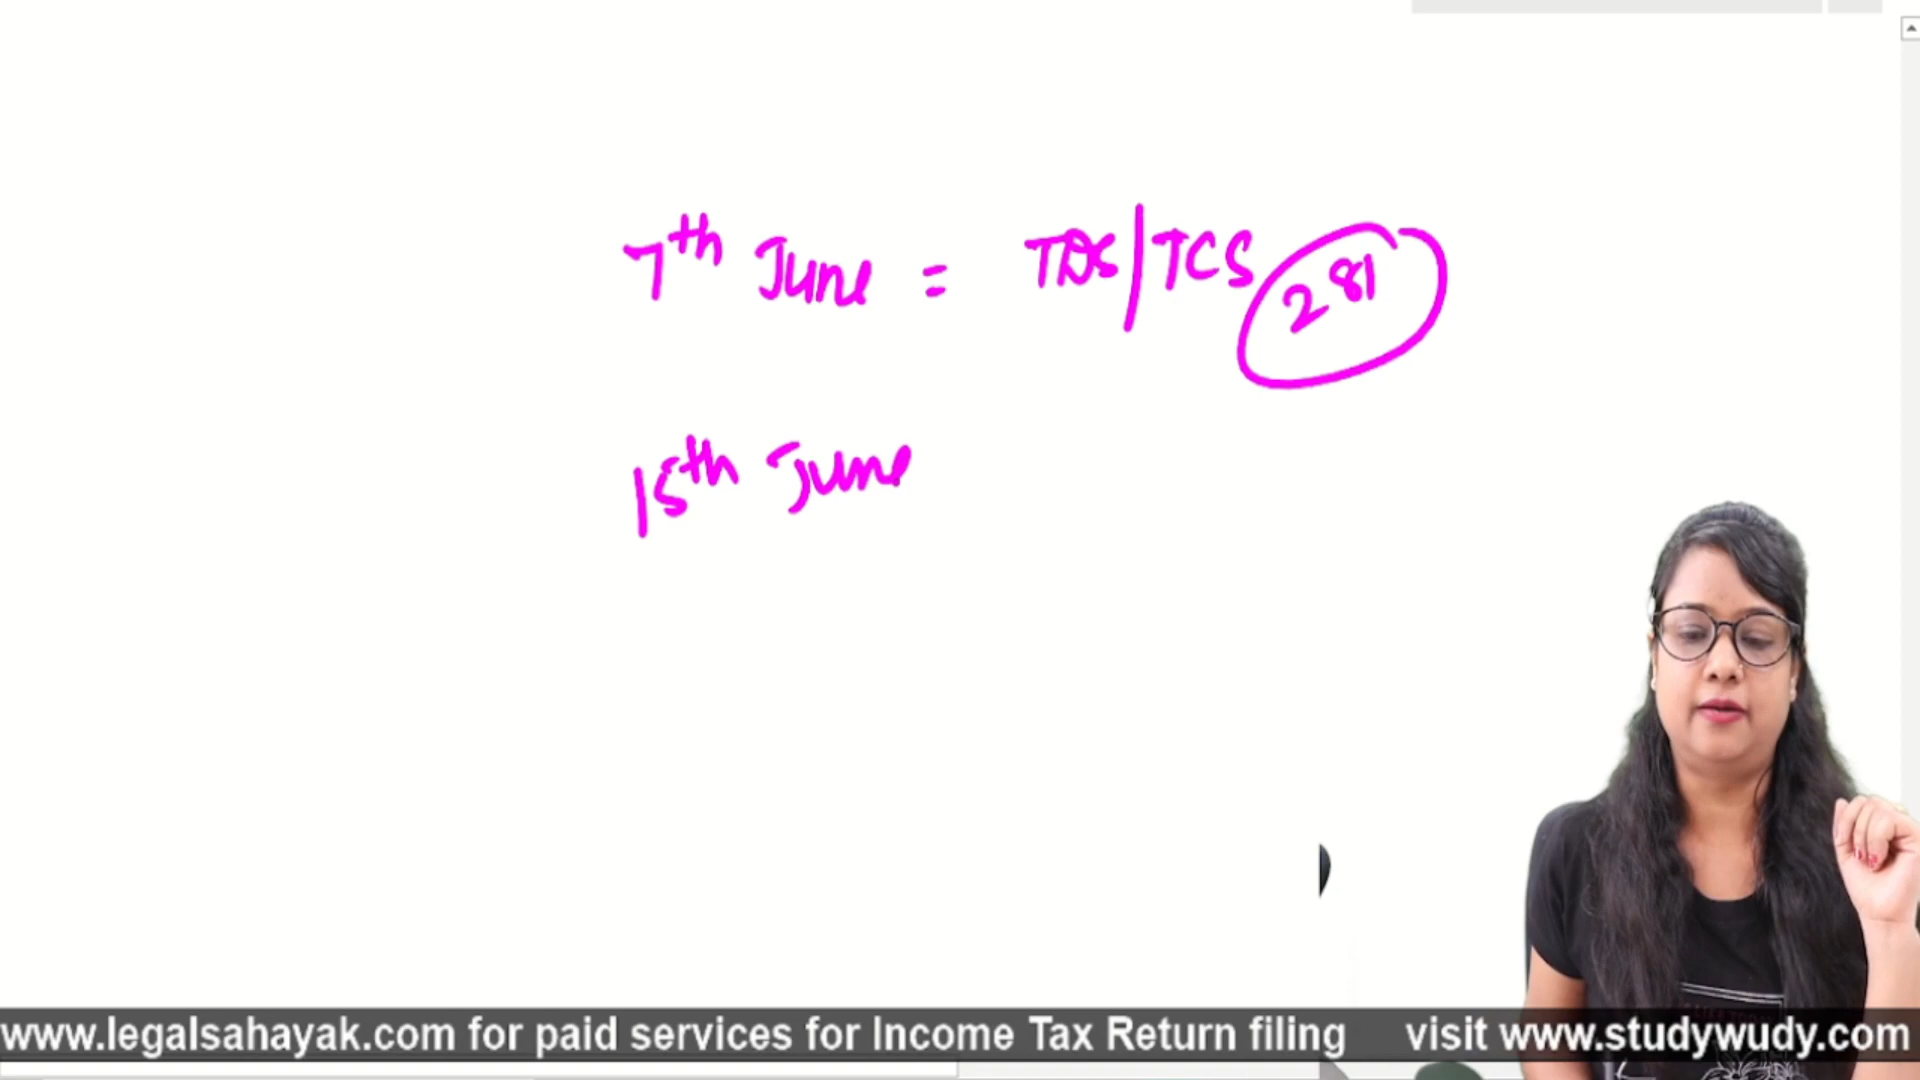 7th June = TDS/TCS 281
15th June
www.legalsahayak.com for paid services for Income Tax Return filing visit www.studywudy.com